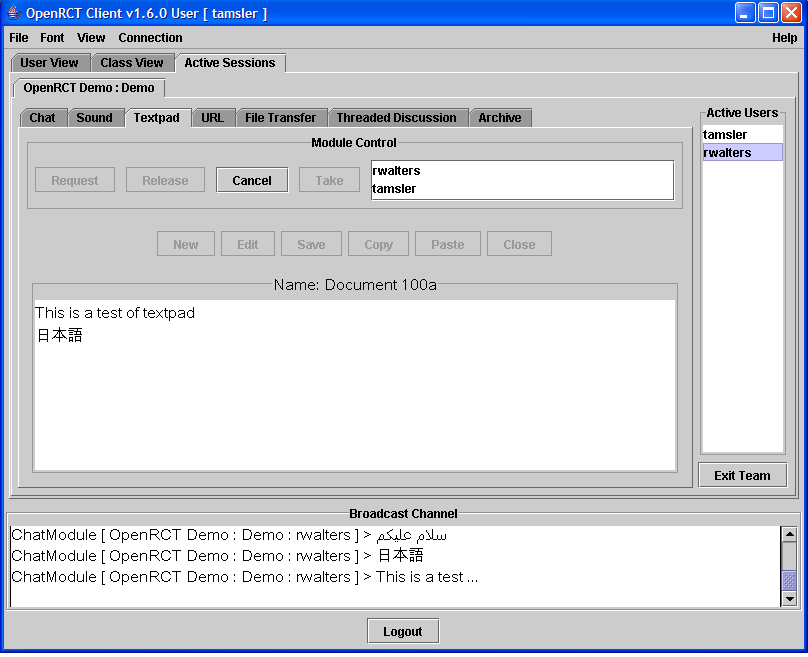 OpenRCT Client v1.6.0 User [ tamsler ]
File Font View Connection Help
User View Class View Active Sessions
OpenRCT Demo : Demo
Chat Sound Textpad URL File Transfer Threaded Discussion Archive
Module Control
Request Release Cancel Take
rwalters
tamsler
New Edit Save Copy Paste Close
Name: Document 100a
This is a test of textpad
日本語
Active Users
tamsler
rwalters
Exit Team
Broadcast Channel
ChatModule [ OpenRCT Demo : Demo : rwalters ] > سلام عليكم
ChatModule [ OpenRCT Demo : Demo : rwalters ] > 日本語
ChatModule [ OpenRCT Demo : Demo : rwalters ] > This is a test ...
Logout